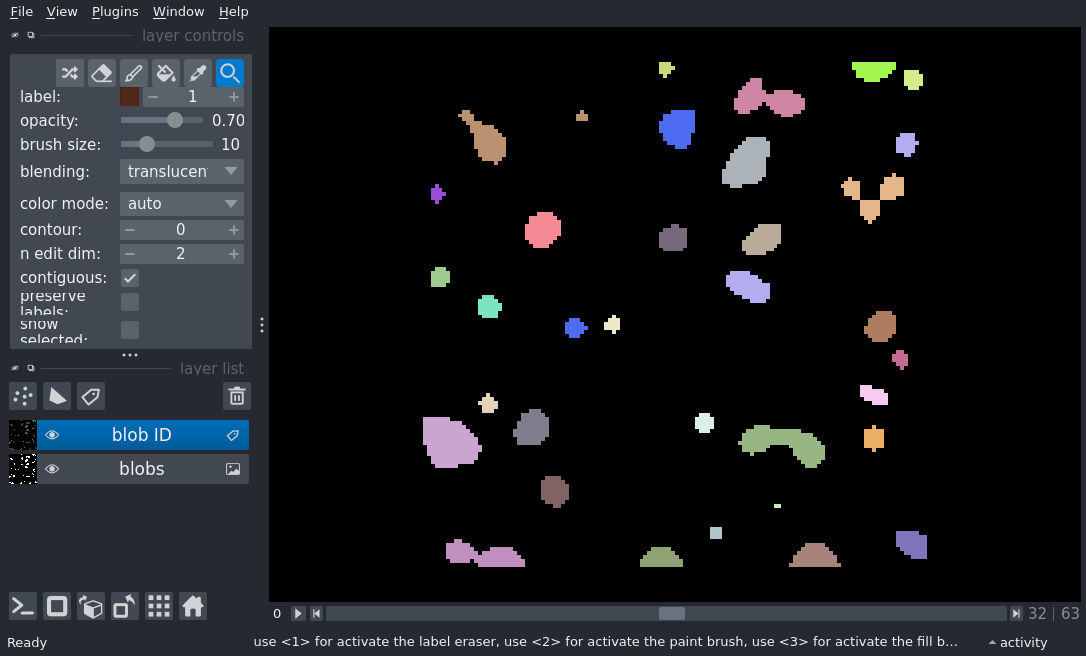 File View Plugins Window Help
layer controls
label: 1
opacity: 0.70
brush size: 10
blending: translucen
color mode: auto
contour: 0
n edit dim: 2
contiguous:
preserve
labels:
show
selected:
layer list
blob ID
blobs
0 32 | 63
Ready use <1> for activate the label eraser, use <2> for activate the paint brush, use <3> for activate the fill b... activity